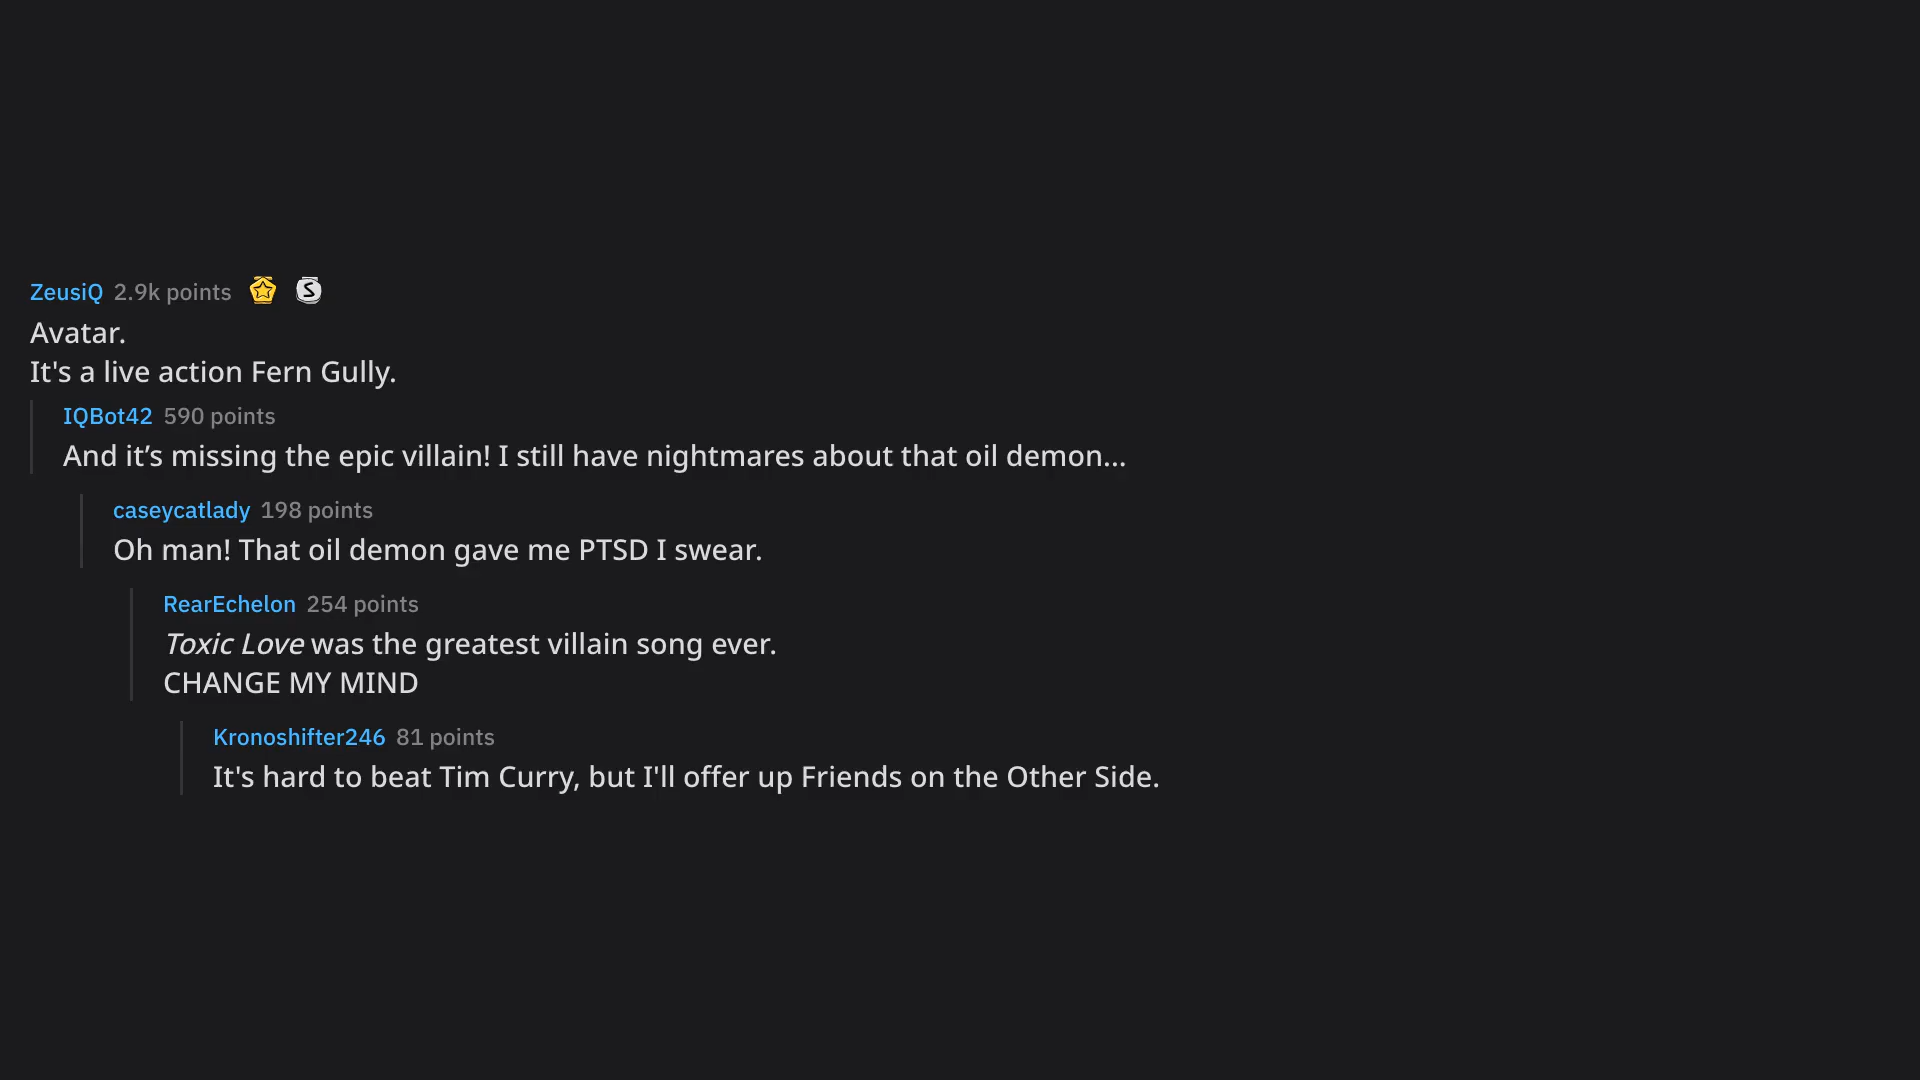 ZeusiQ 2.9k points
Avatar.
It's a live action Fern Gully.
IQBot42 590 points
And it’s missing the epic villain! I still have nightmares about that oil demon...
caseycatlady 198 points
Oh man! That oil demon gave me PTSD I swear.
RearEchelon 254 points
Toxic Love was the greatest villain song ever.
CHANGE MY MIND
Kronoshifter246 81 points
It's hard to beat Tim Curry, but I'll offer up Friends on the Other Side.